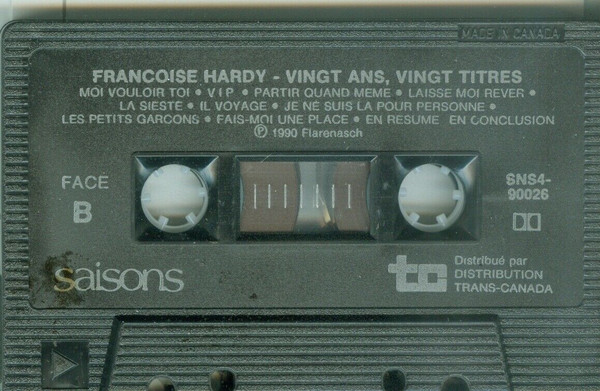 MADE IN CANADA
FRANCOISE HARDY - VINGT ANS, VINGT TITRES
MOI VOULOIR TOI • V I P • PARTIR QUAND MEME • LAISSE MOI REVER •
LA SIESTE • IL VOYAGE • JE NE SUIS LA POUR PERSONNE •
LES PETITS GARCONS • FAIS-MOI UNE PLACE • EN RESUME EN CONCLUSION
℗ 1990 Flarenasch
FACE
B
SNS4-
90026
saisons
tc
Distribué par
DISTRIBUTION
TRANS-CANADA